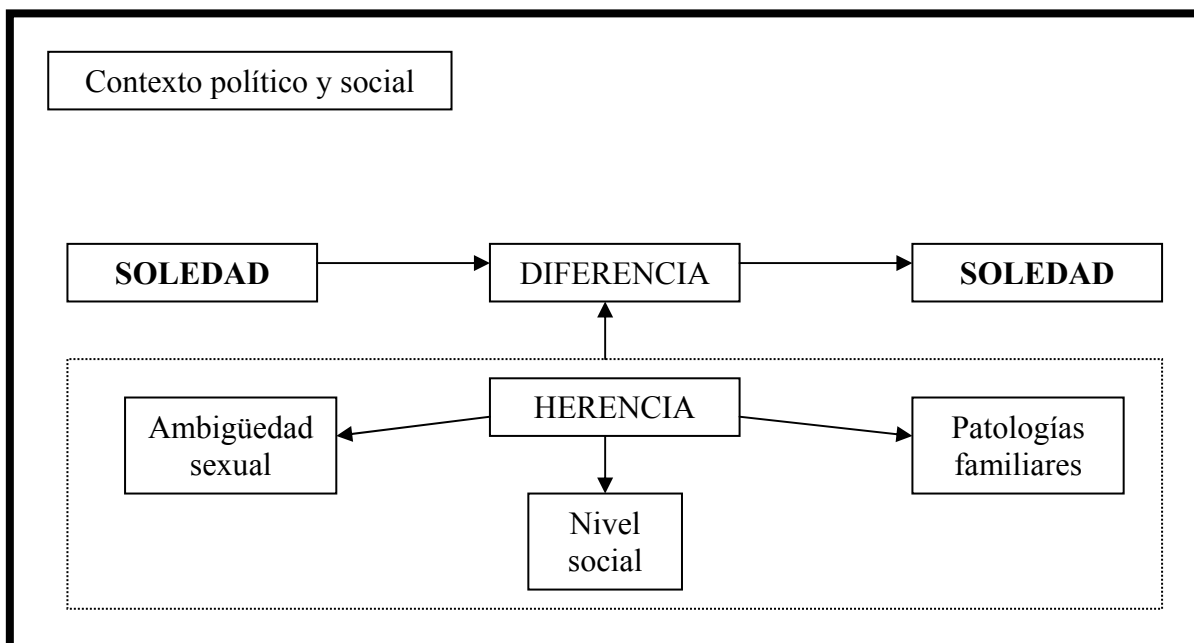 Contexto político y social
SOLEDAD
DIFERENCIA
SOLEDAD
HERENCIA
Ambigüedad
sexual
Patologías
familiares
Nivel
social